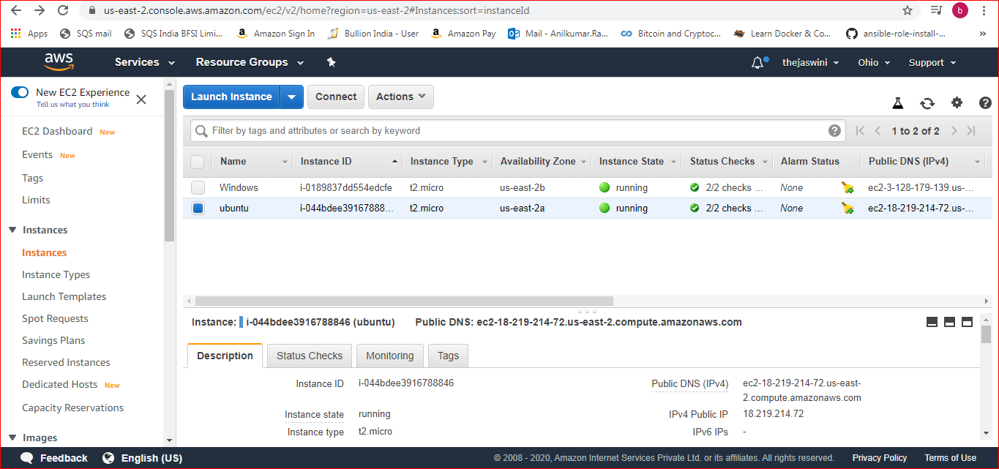 us-east-2.console.aws.amazon.com/ec2/v2/home?region=us-east-2#Instances:sort=instanceId
b
Apps SQS mail SQS India BFSI Limi... Amazon Sign In Bullion India - User Amazon Pay Mail - Anilkumar.Ra... Bitcoin and Cryptoc... Learn Docker & Co... ansible-role-install-... »
aws Services Resource Groups thejaswini Ohio Support
New EC2 Experience
Tell us what you think
EC2 Dashboard New
Events New
Tags
Limits
Instances
Instances
Instance Types
Launch Templates
Spot Requests
Savings Plans
Reserved Instances
Dedicated Hosts New
Capacity Reservations
Images
Launch Instance Connect Actions
Filter by tags and attributes or search by keyword 1 to 2 of 2
Name Instance ID Instance Type Availability Zone Instance State Status Checks Alarm Status Public DNS (IPv4)
Windows i-0189837dd554edcfe t2.micro us-east-2b running 2/2 checks ... None ec2-3-128-179-139.us-...
ubuntu i-044bdee39167888... t2.micro us-east-2a running 2/2 checks ... None ec2-18-219-214-72.us-...
Instance: i-044bdee3916788846 (ubuntu) Public DNS: ec2-18-219-214-72.us-east-2.compute.amazonaws.com
Description Status Checks Monitoring Tags
Instance ID i-044bdee3916788846
Instance state running
Instance type t2.micro
Public DNS (IPv4) ec2-18-219-214-72.us-east-
2.compute.amazonaws.com
IPv4 Public IP 18.219.214.72
IPv6 IPs -
Feedback English (US) © 2008 - 2020, Amazon Internet Services Private Ltd. or its affiliates. All rights reserved. Privacy Policy Terms of Use